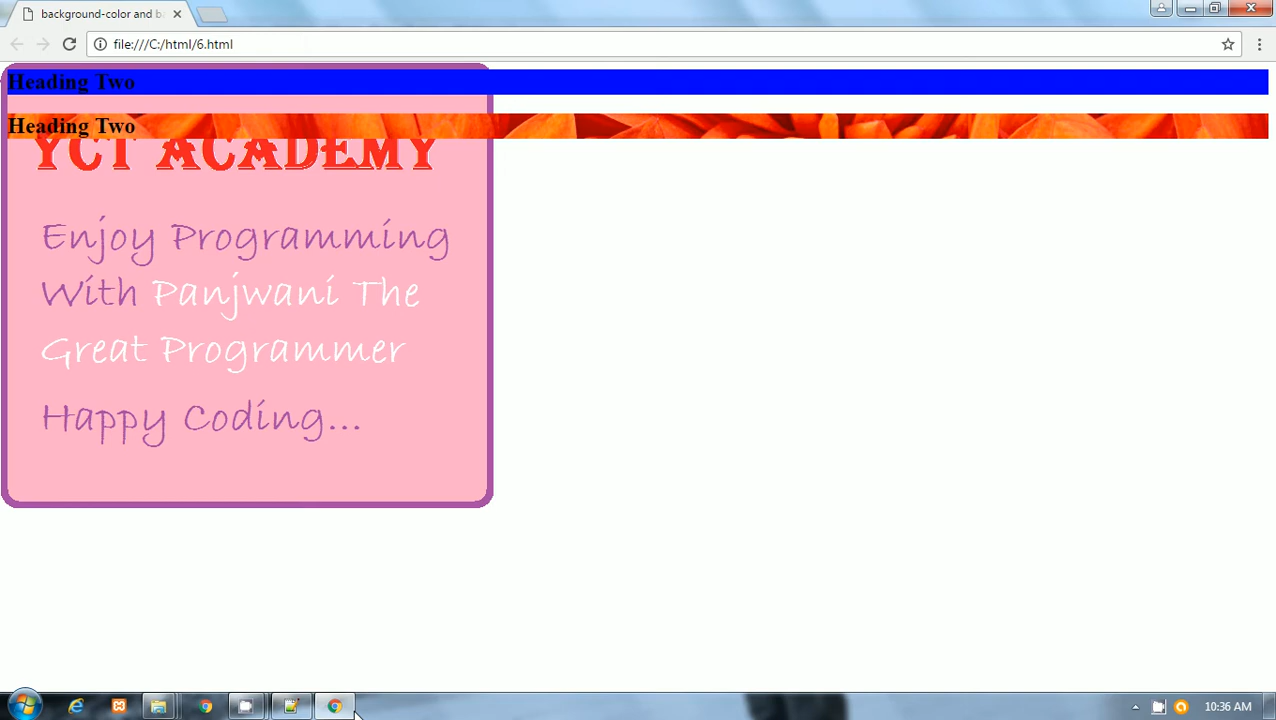 background-color and ba
file:///C:/html/6.html
Heading Two
Heading Two
YCT ACADEMY
Enjoy Programming
With Panjwani The
Great Programmer
Happy Coding...
10:36 AM